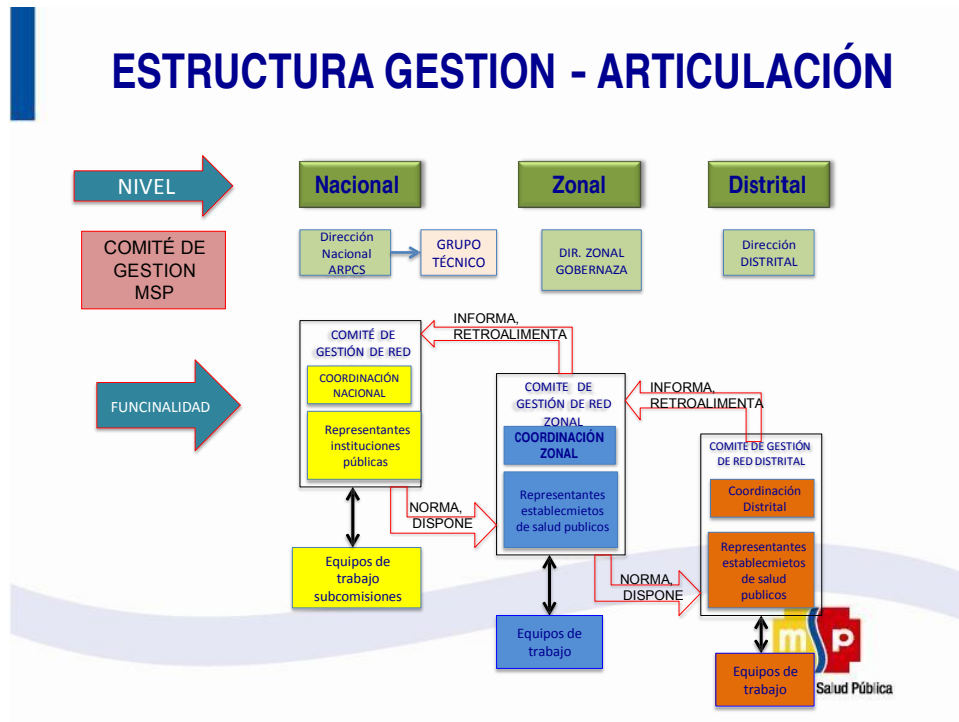 ESTRUCTURA GESTION - ARTICULACIÓN
NIVEL
Nacional
Zonal
Distrital
COMITÉ DE
GESTION
MSP
Dirección
Nacional
ARPCS
GRUPO
TÉCNICO
DIR. ZONAL
GOBERNAZA
Dirección
DISTRITAL
FUNCINALIDAD
COMITÉ DE
GESTIÓN DE RED
COORDINACIÓN
NACIONAL
Representantes
instituciones
públicas
INFORMA,
RETROALIMENTA
NORMA,
DISPONE
Equipos de
trabajo
subcomisiones
COMITE DE
GESTIÓN DE RED
ZONAL
COORDINACIÓN
ZONAL
Representantes
establecmietos
de salud publicos
INFORMA,
RETROALIMENTA
NORMA,
DISPONE
Equipos de
trabajo
COMITÉ DE GESTIÓN
DE RED DISTRITAL
Coordinación
Distrital
Representantes
establecmietos
de salud
publicos
Equipos de
trabajo
msp
Salud Pública